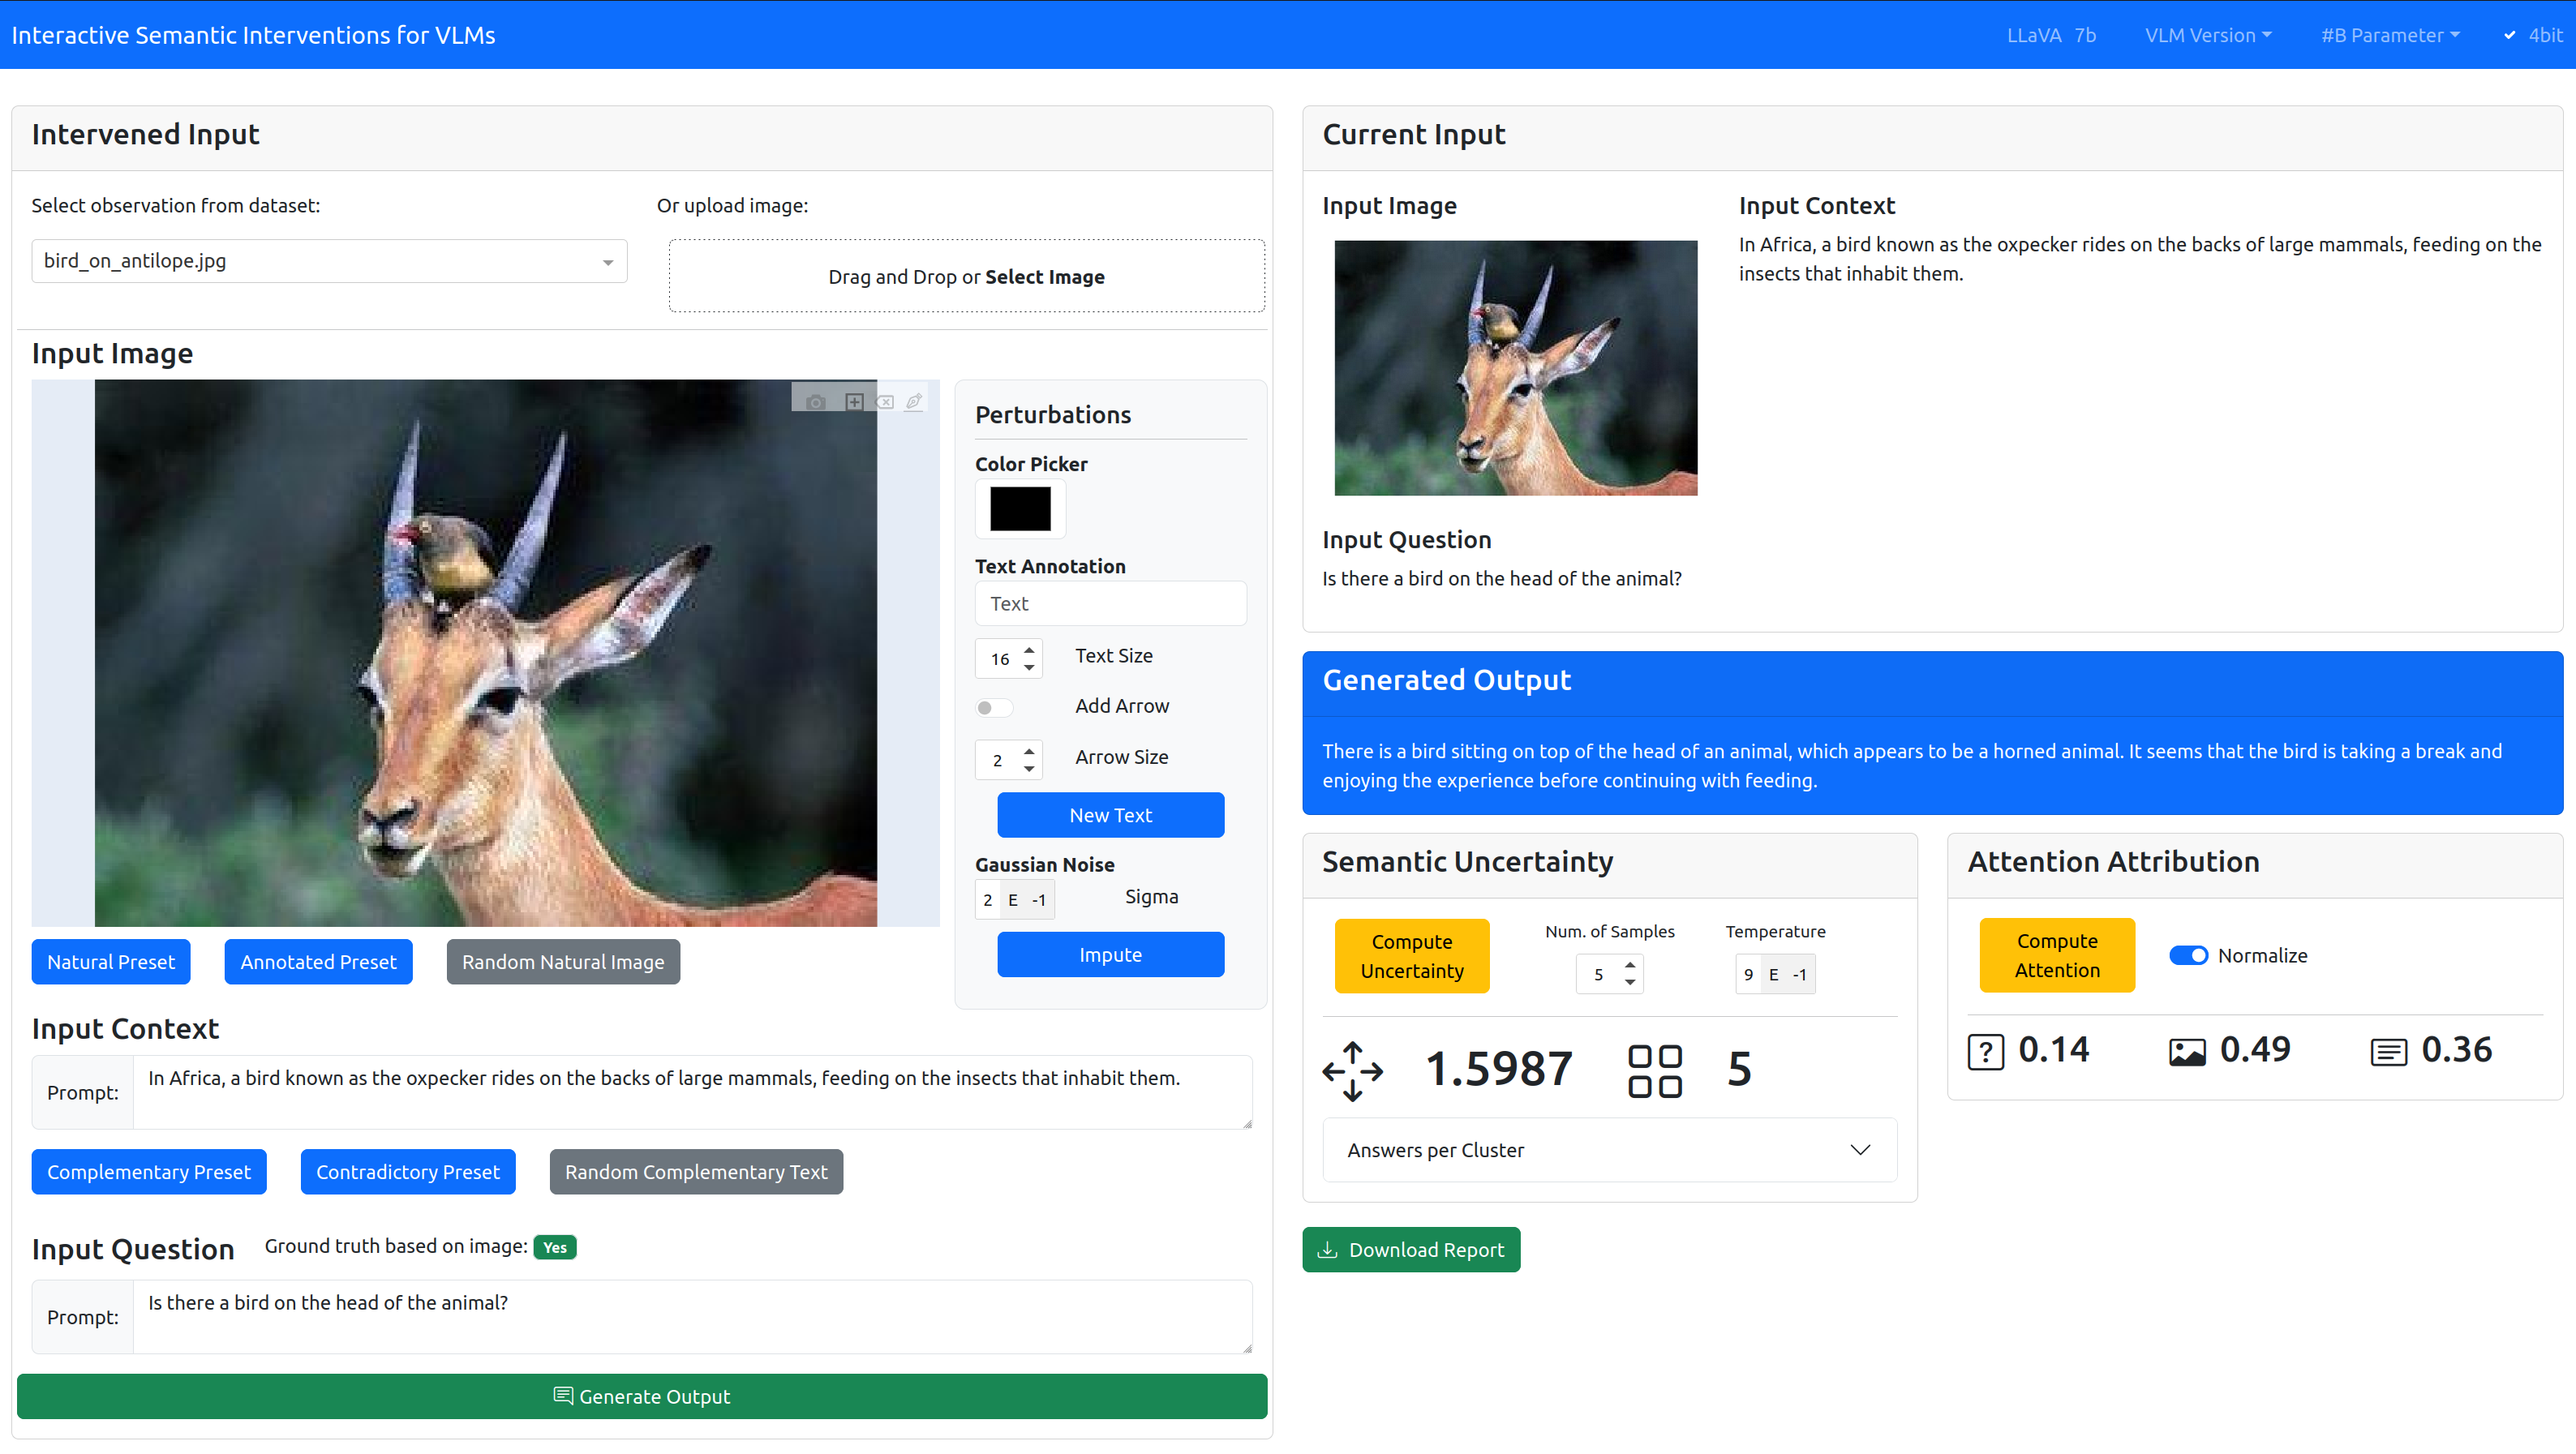 Interactive Semantic Interventions for VLMs
LLaVA 7b
VLM Version
#B Parameter
4bit
Intervened Input
Select observation from dataset:
Or upload image:
bird_on_antilope.jpg
Drag and Drop or Select Image
Input Image
Perturbations
Color Picker
Text Annotation
Text
16
Text Size
Add Arrow
2
Arrow Size
New Text
Gaussian Noise
2 E -1
Sigma
Impute
Natural Preset
Annotated Preset
Random Natural Image
Input Context
Prompt:
In Africa, a bird known as the oxpecker rides on the backs of large mammals, feeding on the insects that inhabit them.
Complementary Preset
Contradictory Preset
Random Complementary Text
Input Question
Ground truth based on image: Yes
Prompt:
Is there a bird on the head of the animal?
Generate Output
Current Input
Input Image
Input Context
In Africa, a bird known as the oxpecker rides on the backs of large mammals, feeding on the
insects that inhabit them.
Input Question
Is there a bird on the head of the animal?
Generated Output
There is a bird sitting on top of the head of an animal, which appears to be a horned animal. It seems that the bird is taking a break and
enjoying the experience before continuing with feeding.
Semantic Uncertainty
Compute
Uncertainty
Num. of Samples
5
Temperature
9 E -1
1.5987
5
Answers per Cluster
Attention Attribution
Compute
Attention
Normalize
? 0.14
0.49
0.36
Download Report